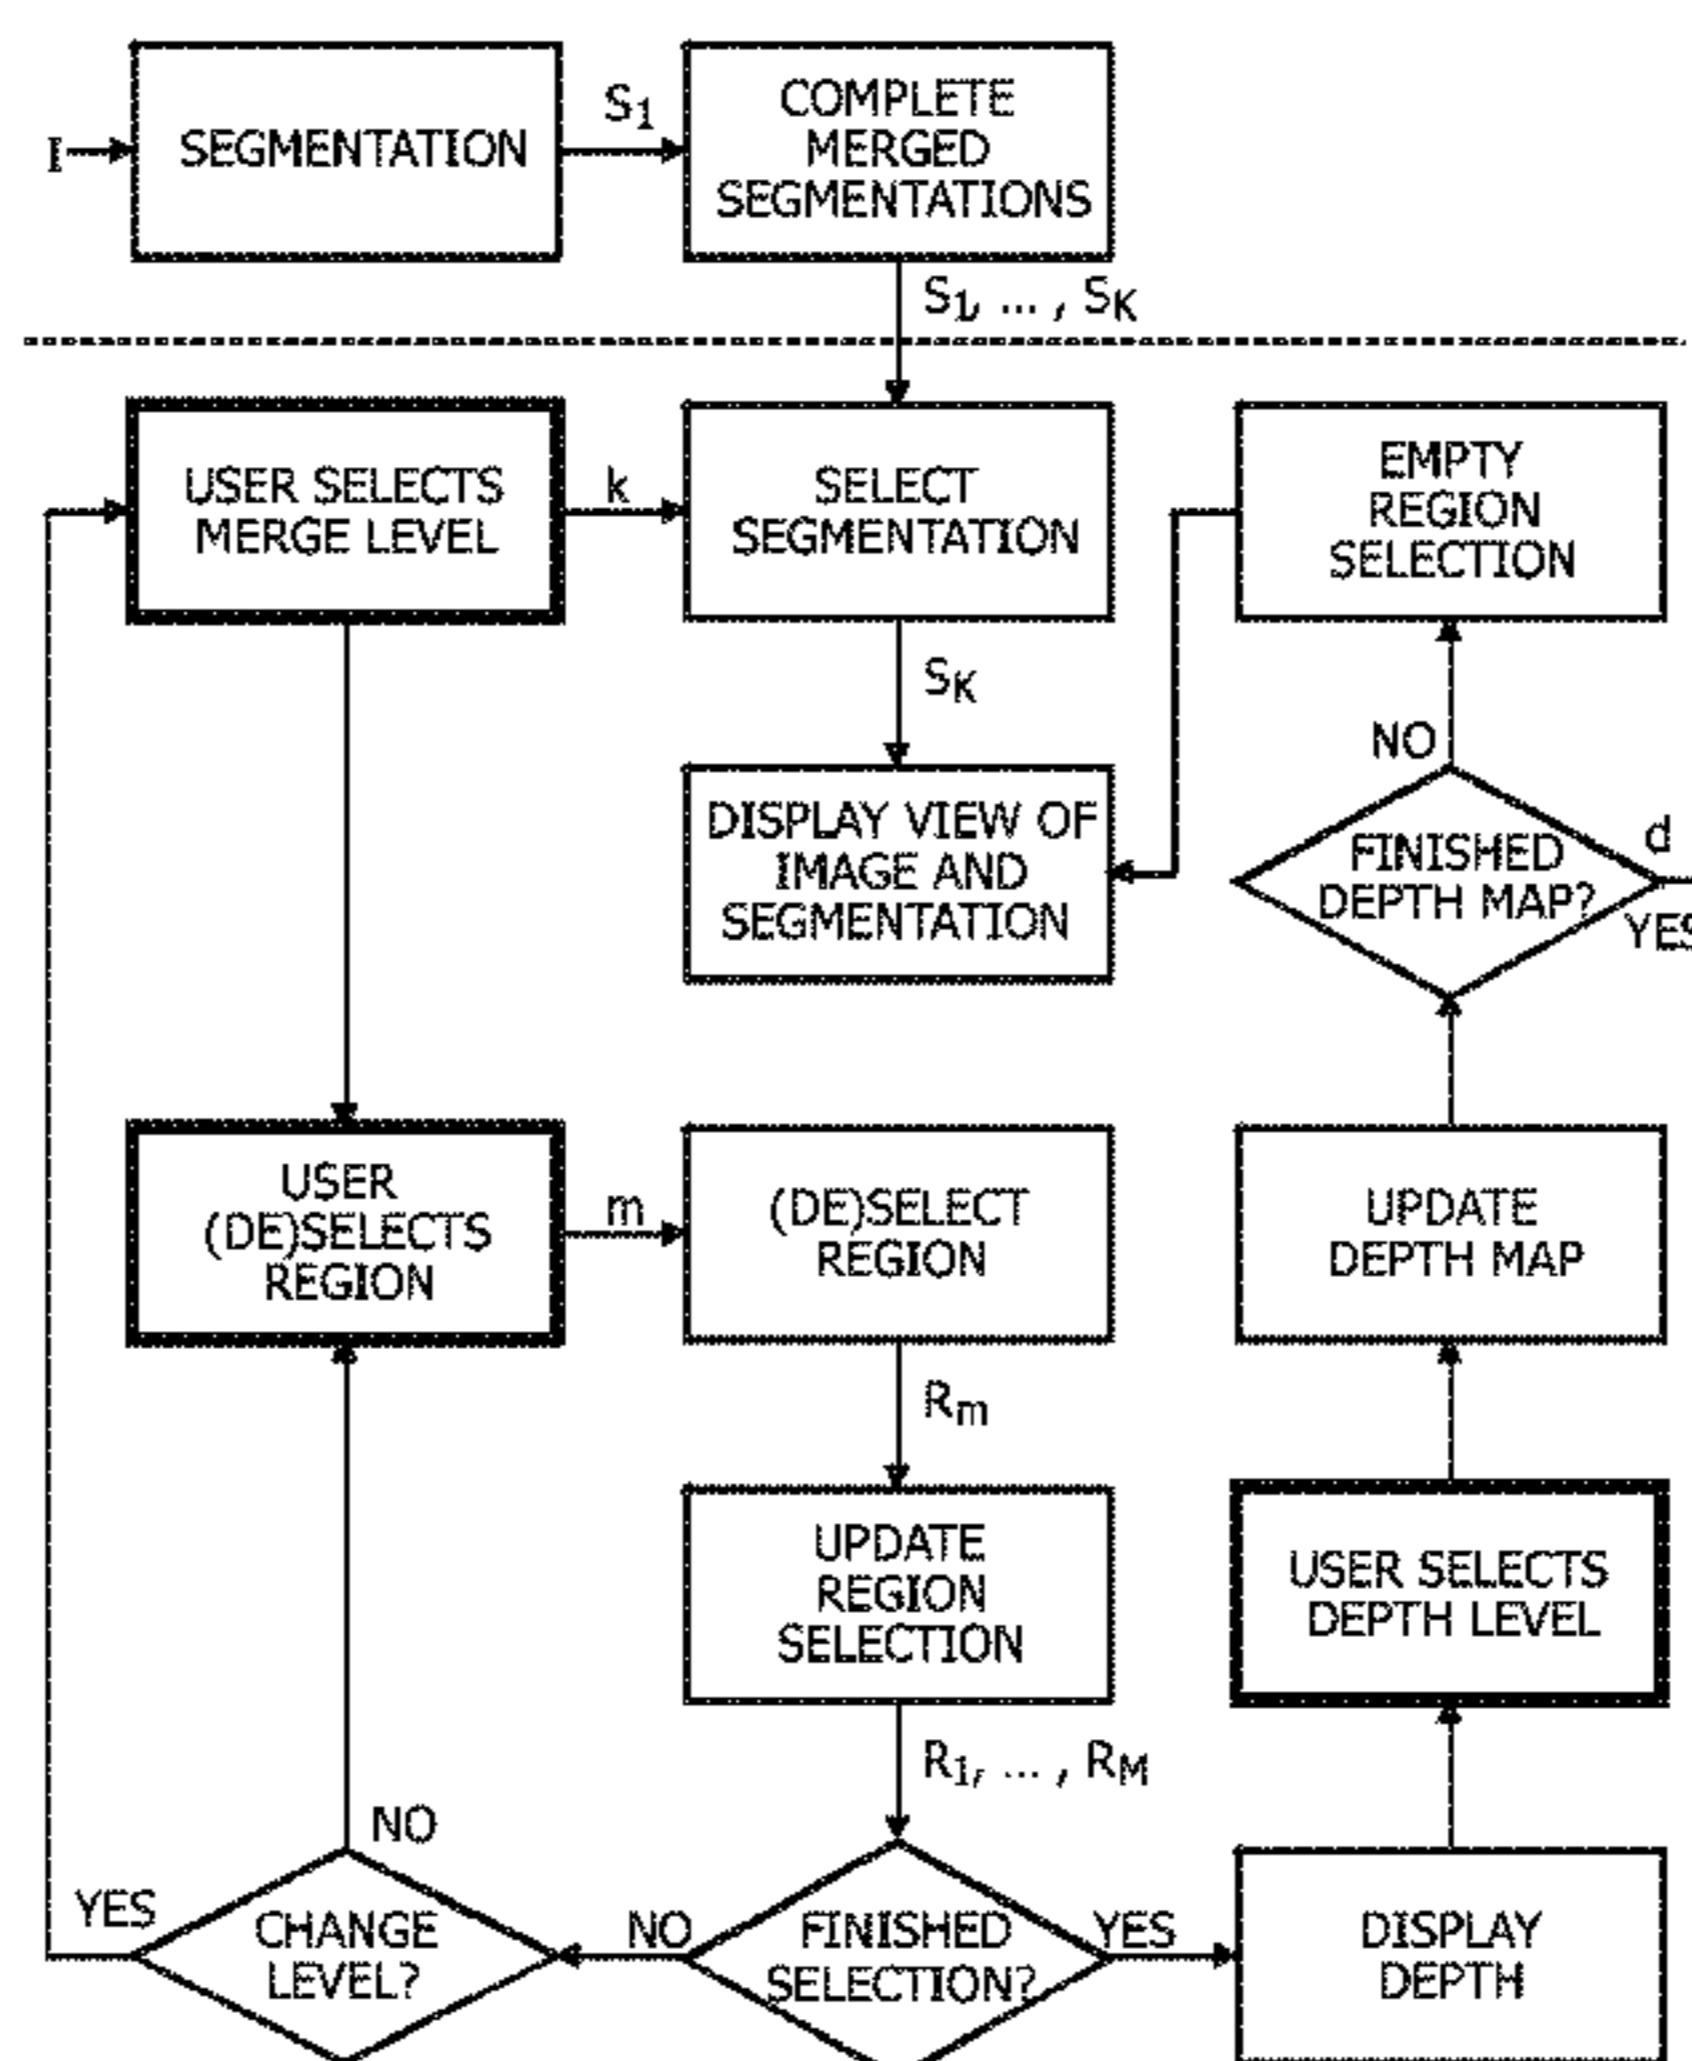 I
SEGMENTATION
S1
COMPLETE
MERGED
SEGMENTATIONS
S1, ... , SK
USER SELECTS
MERGE LEVEL
k
SELECT
SEGMENTATION
EMPTY
REGION
SELECTION
SK
NO
DISPLAY VIEW OF
IMAGE AND
SEGMENTATION
FINISHED
DEPTH MAP?
d
YES
USER
(DE)SELECTS
REGION
m
(DE)SELECT
REGION
UPDATE
DEPTH MAP
Rm
UPDATE
REGION
SELECTION
USER SELECTS
DEPTH LEVEL
R1, ... , RM
NO
YES
CHANGE
LEVEL?
NO
FINISHED
SELECTION?
YES
DISPLAY
DEPTH